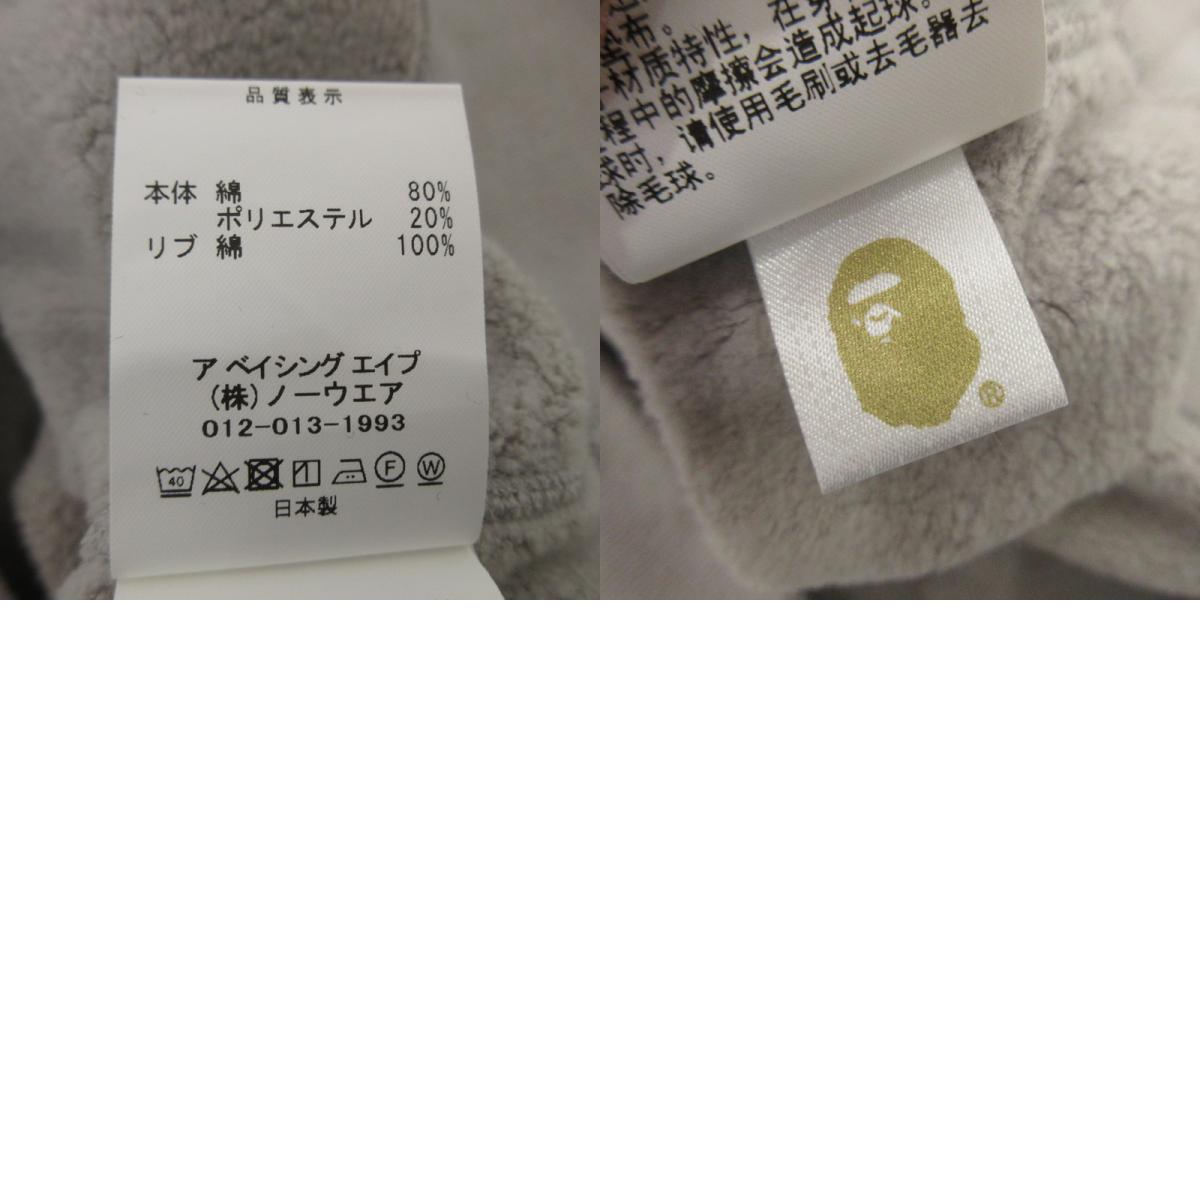 品質表示
本体 綿 80%
ポリエステル 20%
リブ 綿 100%
ア ベイシング エイプ
(株)ノーウエア
012-013-1993
40
F
W
日本製
布。
材质特性，在穿
程中的摩擦会造成起球。
球时，请使用毛刷或去毛器去
除毛球。
®